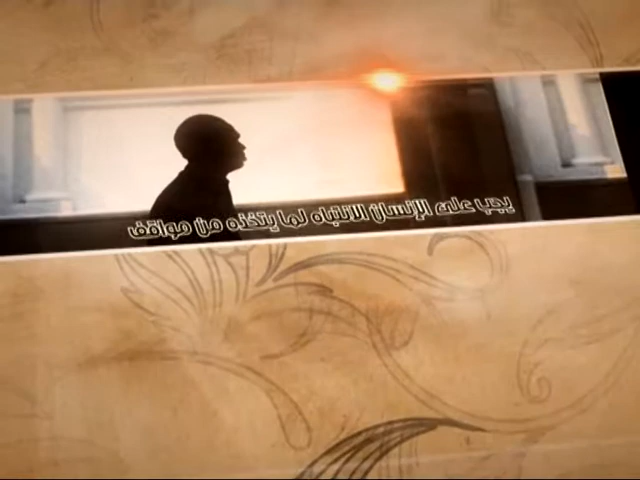 يجب على الإنسان الانتباه لما يتخذه من مواقف